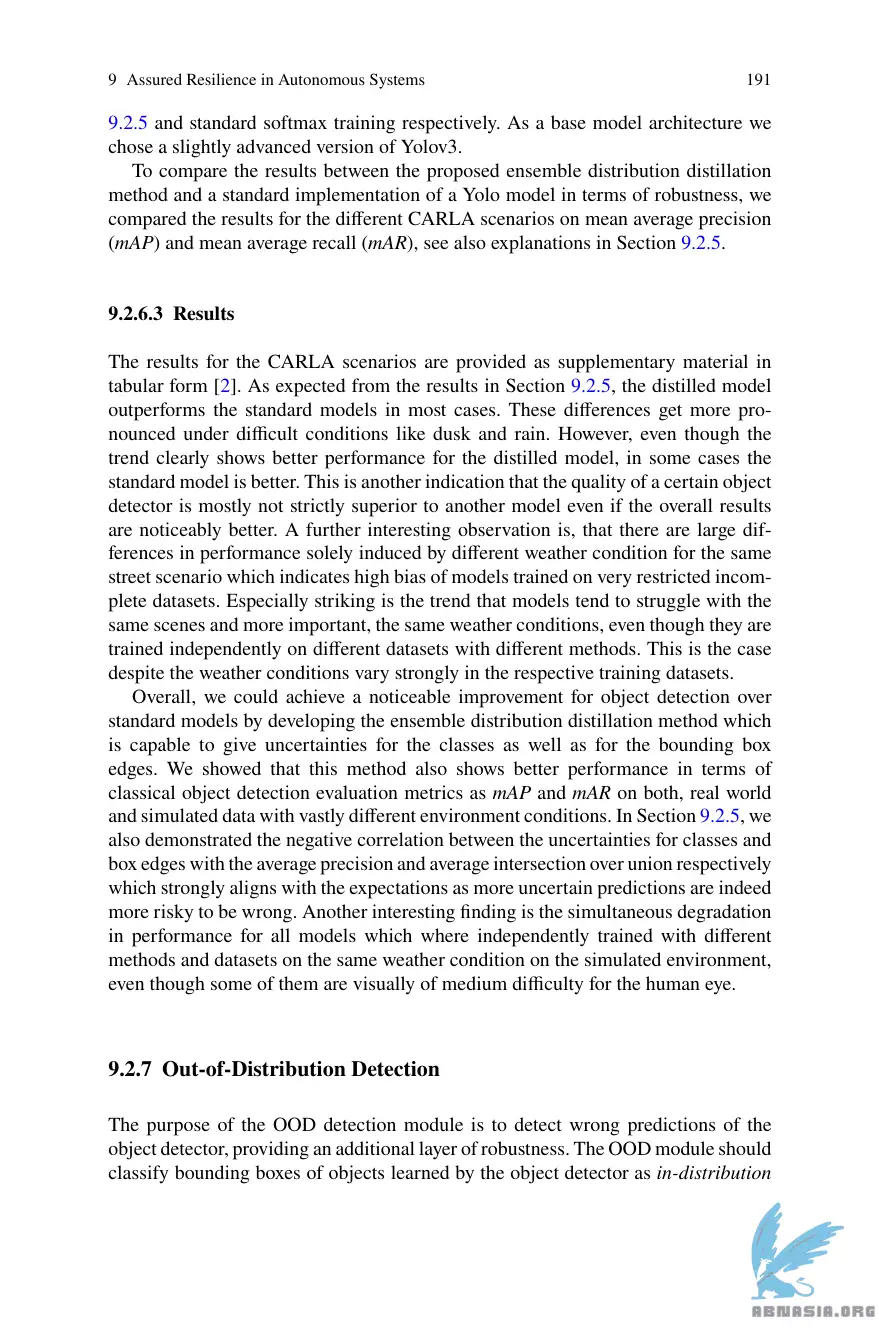 9 Assured Resilience in Autonomous Systems 191
9.2.5 and standard softmax training respectively. As a base model architecture we
chose a slightly advanced version of Yolov3.
To compare the results between the proposed ensemble distribution distillation
method and a standard implementation of a Yolo model in terms of robustness, we
compared the results for the different CARLA scenarios on mean average precision
(mAP) and mean average recall (mAR), see also explanations in Section 9.2.5.
9.2.6.3 Results
The results for the CARLA scenarios are provided as supplementary material in
tabular form [2]. As expected from the results in Section 9.2.5, the distilled model
outperforms the standard models in most cases. These differences get more pro-
nounced under difficult conditions like dusk and rain. However, even though the
trend clearly shows better performance for the distilled model, in some cases the
standard model is better. This is another indication that the quality of a certain object
detector is mostly not strictly superior to another model even if the overall results
are noticeably better. A further interesting observation is, that there are large dif-
ferences in performance solely induced by different weather condition for the same
street scenario which indicates high bias of models trained on very restricted incom-
plete datasets. Especially striking is the trend that models tend to struggle with the
same scenes and more important, the same weather conditions, even though they are
trained independently on different datasets with different methods. This is the case
despite the weather conditions vary strongly in the respective training datasets.
Overall, we could achieve a noticeable improvement for object detection over
standard models by developing the ensemble distribution distillation method which
is capable to give uncertainties for the classes as well as for the bounding box
edges. We showed that this method also shows better performance in terms of
classical object detection evaluation metrics as mAP and mAR on both, real world
and simulated data with vastly different environment conditions. In Section 9.2.5, we
also demonstrated the negative correlation between the uncertainties for classes and
box edges with the average precision and average intersection over union respectively
which strongly aligns with the expectations as more uncertain predictions are indeed
more risky to be wrong. Another interesting finding is the simultaneous degradation
in performance for all models which where independently trained with different
methods and datasets on the same weather condition on the simulated environment,
even though some of them are visually of medium difficulty for the human eye.
9.2.7 Out-of-Distribution Detection
The purpose of the OOD detection module is to detect wrong predictions of the
object detector, providing an additional layer of robustness. The OOD module should
classify bounding boxes of objects learned by the object detector as in-distribution
ABNASIA.ORG